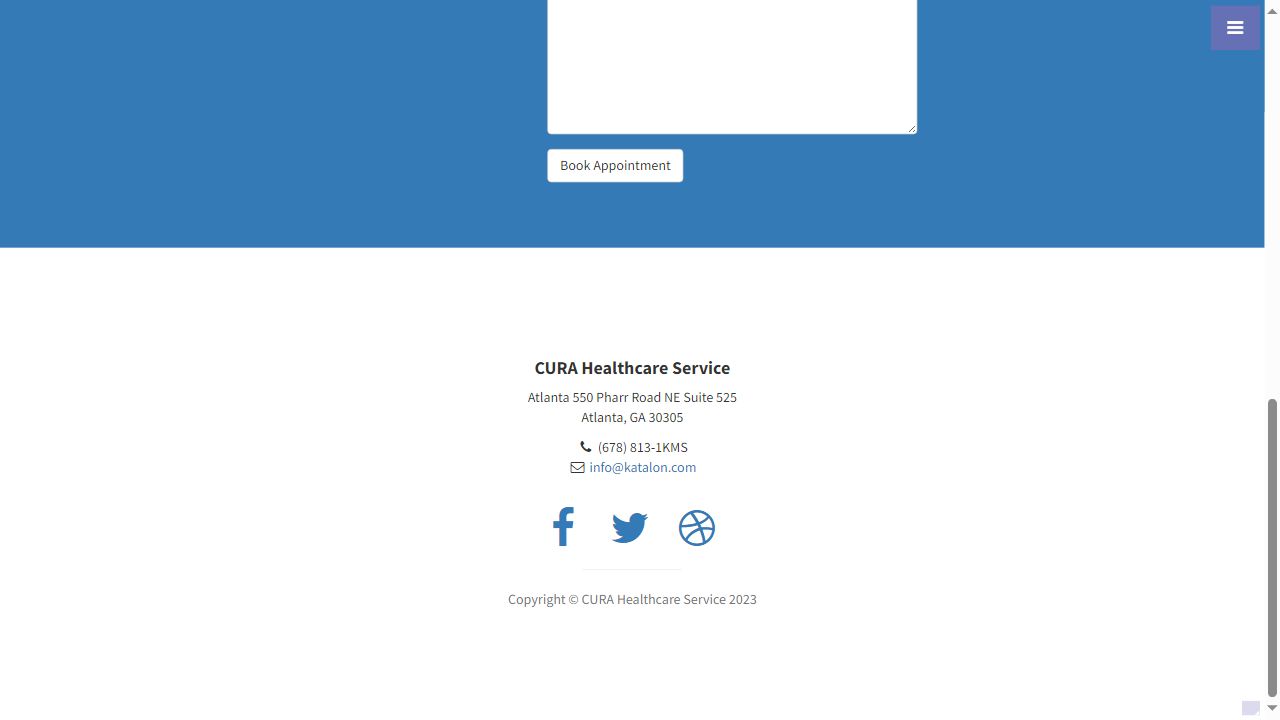 Book Appointment
CURA Healthcare Service
Atlanta 550 Pharr Road NE Suite 525
Atlanta, GA 30305
(678) 813-1KMS
info@katalon.com
Copyright © CURA Healthcare Service 2023